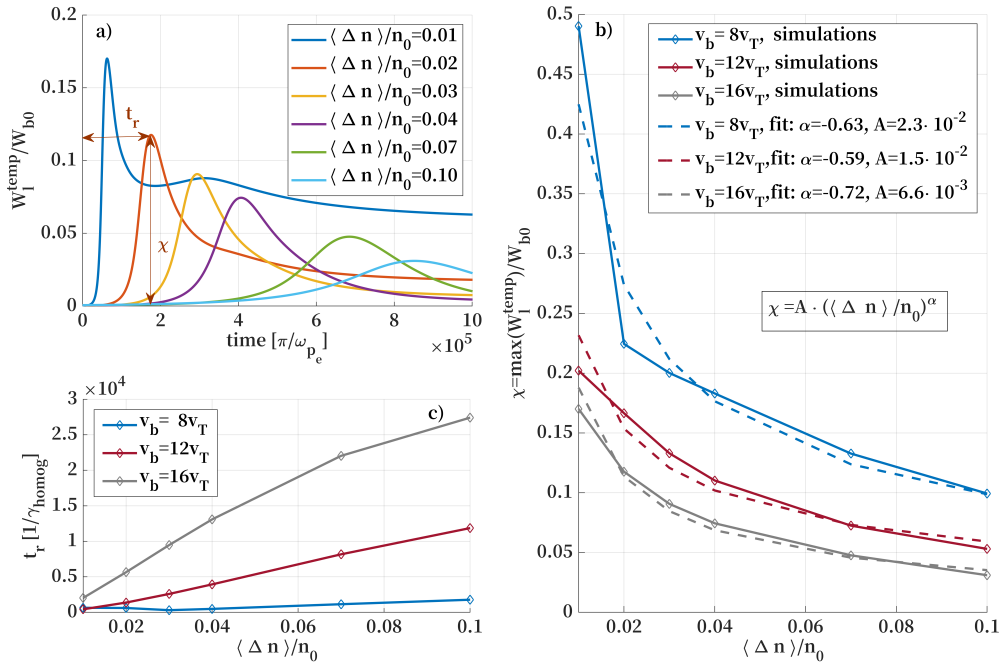 a)
⟨ Δ n ⟩/n₀=0.01
⟨ Δ n ⟩/n₀=0.02
⟨ Δ n ⟩/n₀=0.03
⟨ Δ n ⟩/n₀=0.04
⟨ Δ n ⟩/n₀=0.07
⟨ Δ n ⟩/n₀=0.10
0.2
0.15
0.1
0.05
0
W_l^temp/W_b0
t_r
χ
0 2 4 6 8 10
×10⁵
time [π/ω_pe]
b)
v_b= 8v_T, simulations
v_b=12v_T, simulations
v_b=16v_T, simulations
v_b= 8v_T, fit: α=-0.63, A=2.3· 10⁻²
v_b=12v_T,fit: α=-0.59, A=1.5· 10⁻²
v_b=16v_T,fit: α=-0.72, A=6.6· 10⁻³
χ=A · (⟨ Δ n ⟩/n₀)^α
0.5
0.45
0.4
0.35
0.3
0.25
0.2
0.15
0.1
0.05
0
χ=max(W_l^temp)/W_b0
0.02 0.04 0.06 0.08 0.1
⟨ Δ n ⟩/n₀
c)
×10⁴
v_b= 8v_T
v_b=12v_T
v_b=16v_T
3
2.5
2
1.5
1
0.5
0
t_r [1/γ_homog]
0.02 0.04 0.06 0.08 0.1
⟨ Δ n ⟩/n₀